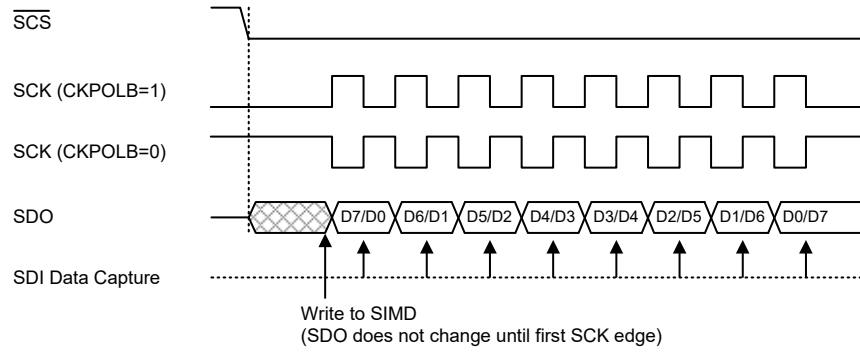 SCS
SCK (CKPOLB=1)
SCK (CKPOLB=0)
SDO D7/D0 D6/D1 D5/D2 D4/D3 D3/D4 D2/D5 D1/D6 D0/D7
SDI Data Capture
Write to SIMD
(SDO does not change until first SCK edge)